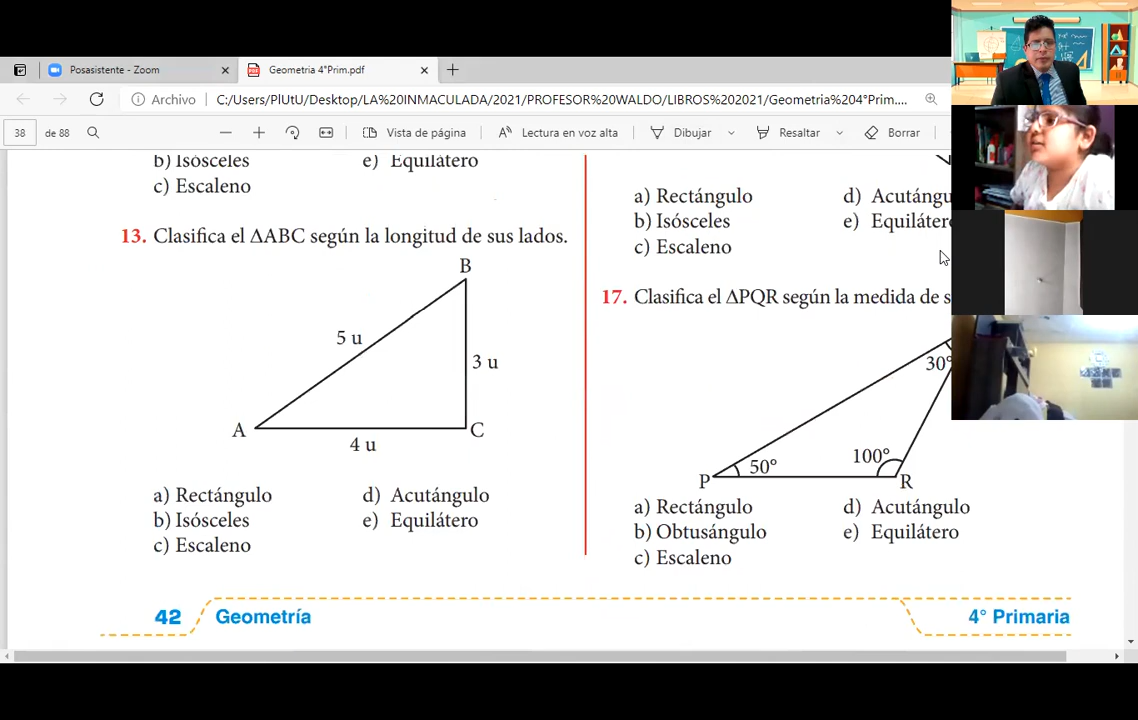 Posasistente - Zoom
Geometria 4°Prim.pdf
Archivo
C:/Users/PlUtU/Desktop/LA%20INMACULADA/2021/PROFESOR%20WALDO/LIBROS%202021/Geometria%204°Prim....
38
de 88
Vista de página
Lectura en voz alta
Dibujar
Resaltar
Borrar
b) Isósceles
e) Equilátero
c) Escaleno
13. Clasifica el ΔABC según la longitud de sus lados.
B
5 u
3 u
A
C
4 u
a) Rectángulo
d) Acutángulo
b) Isósceles
e) Equilátero
c) Escaleno
a) Rectángulo
d) Acutángu
b) Isósceles
e) Equiláter
c) Escaleno
17. Clasifica el ΔPQR según la medida de s
30°
100°
50°
P
R
a) Rectángulo
d) Acutángulo
b) Obtusángulo
e) Equilátero
c) Escaleno
42
Geometría
4° Primaria